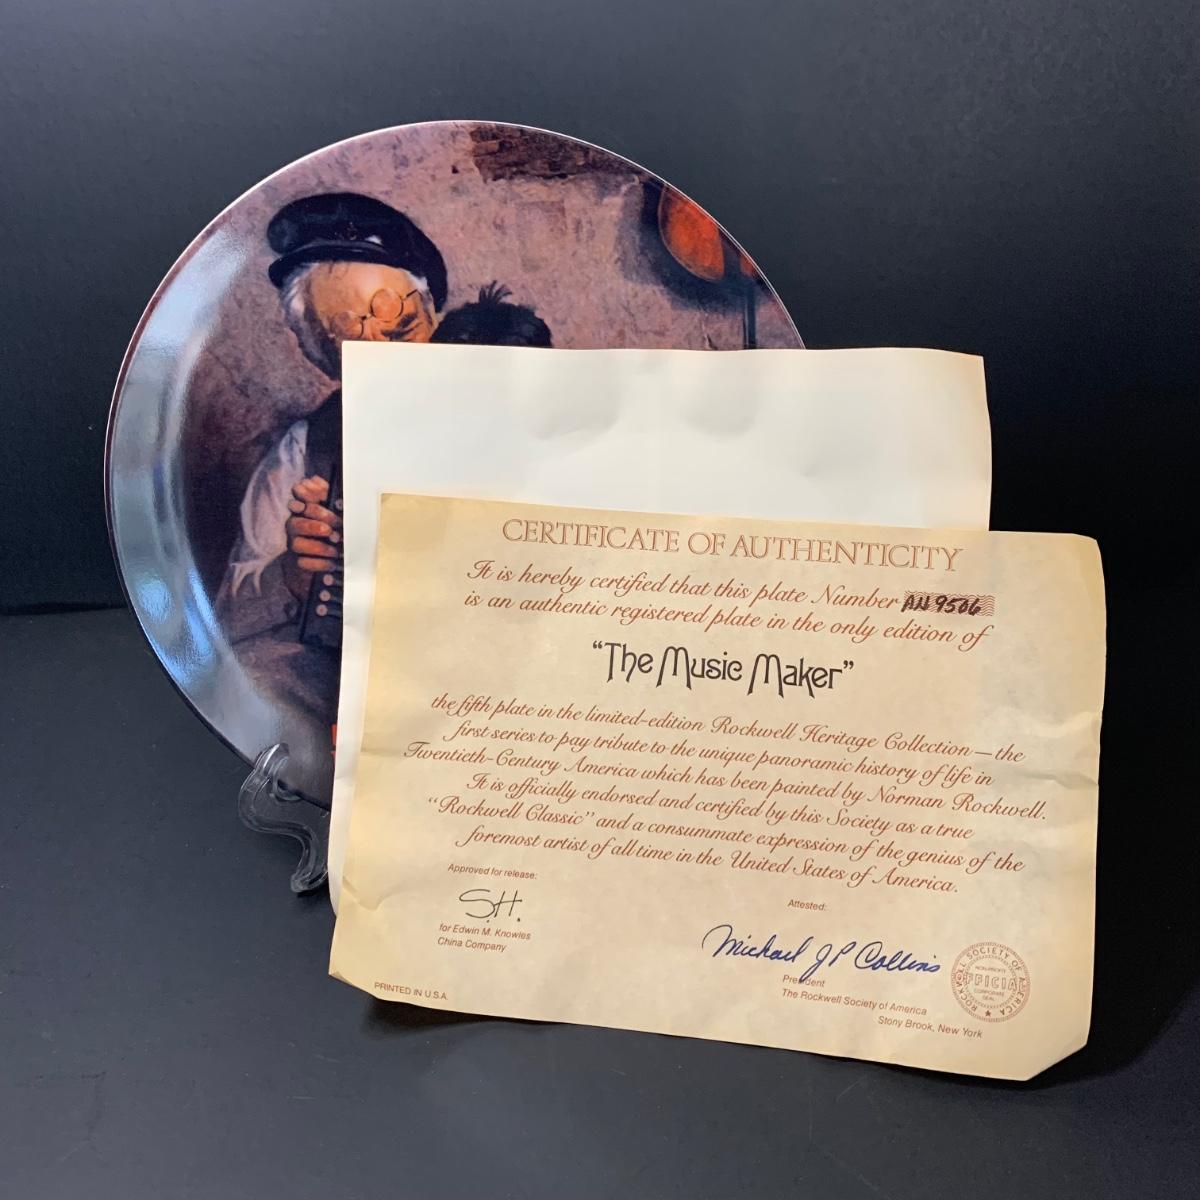 CERTIFICATE OF AUTHENTICITY
It is hereby certified that this plate Number AN9506
is an authentic registered plate in the only edition of
"The Music Maker"
the fifth plate in the limited-edition Rockwell Heritage Collection—the
first series to pay tribute to the unique panoramic history of life in
Twentieth-Century America which has been painted by Norman Rockwell.
It is officially endorsed and certified by this Society as a true
"Rockwell Classic" and a consummate expression of the genius of the
foremost artist of all time in the United States of America.
Approved for release:
S.H.
for Edwin M. Knowles
China Company
Attested:
Michael J P Collins
President
The Rockwell Society of America
Stony Brook, New York
ROCKWELL SOCIETY OF AMERICA
NONPROFIT
OFFICIAL
CORPORATE
SEAL
PRINTED IN U.S.A.